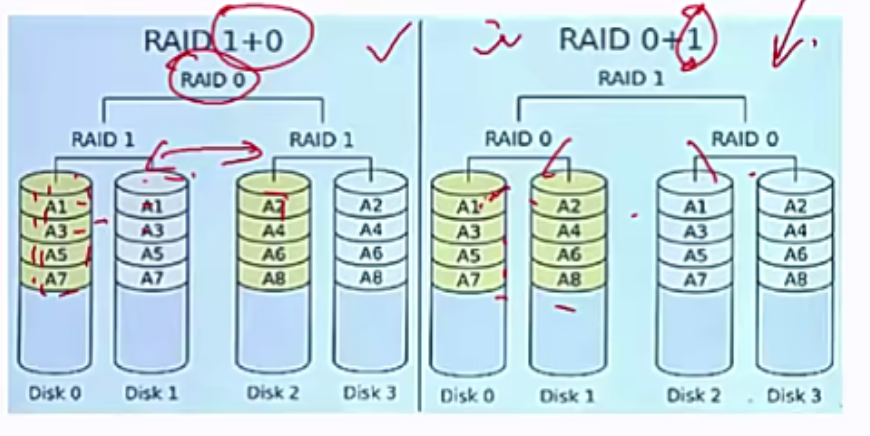 RAID 1+0
RAID 0
RAID 1
RAID 1
A1
A3
A5
A7
A1
A3
A5
A7
A2
A4
A6
A8
A2
A4
A6
A8
Disk 0
Disk 1
Disk 2
Disk 3
RAID 0+1
RAID 1
RAID 0
RAID 0
A1
A3
A5
A7
A2
A4
A6
A8
A1
A3
A5
A7
A2
A4
A6
A8
Disk 0
Disk 1
Disk 2
Disk 3